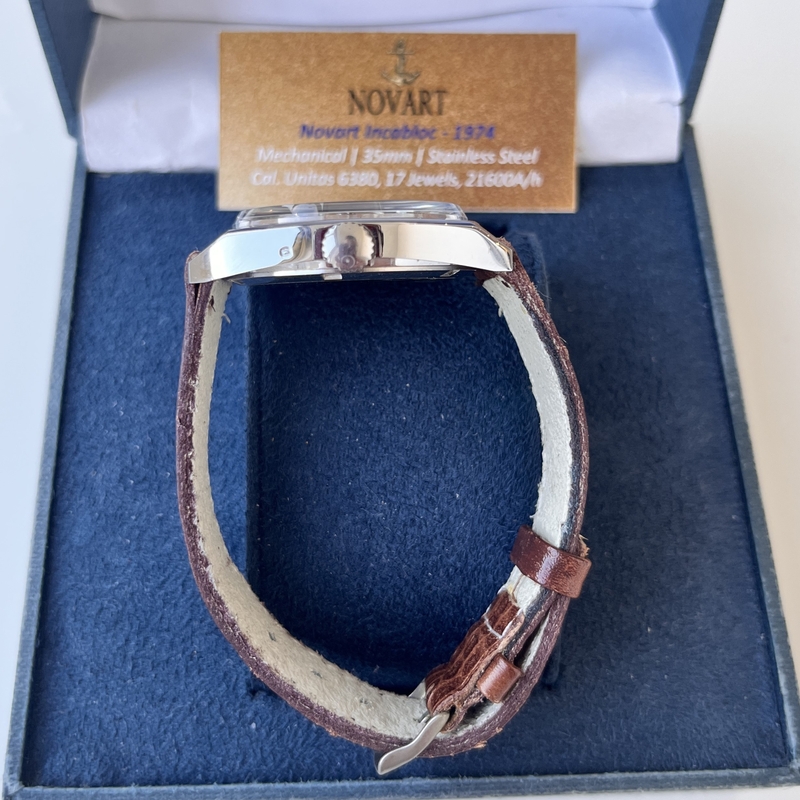 NOVART
Novart Incabloc - 1974
Mechanical | 35mm | Stainless Steel
Cal. Unitas 6380, 17 Jewels, 21600A/h